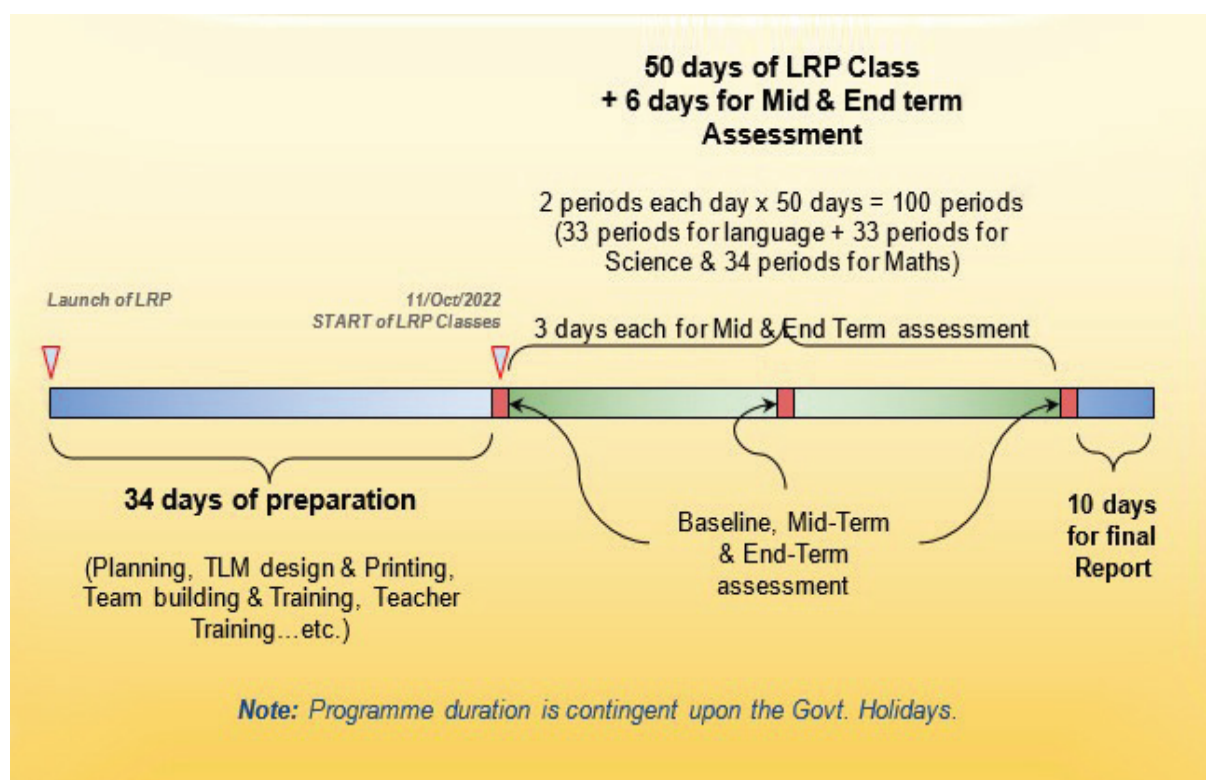 50 days of LRP Class
+ 6 days for Mid & End term
Assessment
2 periods each day x 50 days = 100 periods
(33 periods for language + 33 periods for
Science & 34 periods for Maths)
Launch of LRP
11/Oct/2022
START of LRP Classes
3 days each for Mid & End Term assessment
34 days of preparation
(Planning, TLM design & Printing,
Team building & Training, Teacher
Training...etc.)
Baseline, Mid-Term
& End-Term
assessment
10 days
for final
Report
Note: Programme duration is contingent upon the Govt. Holidays.